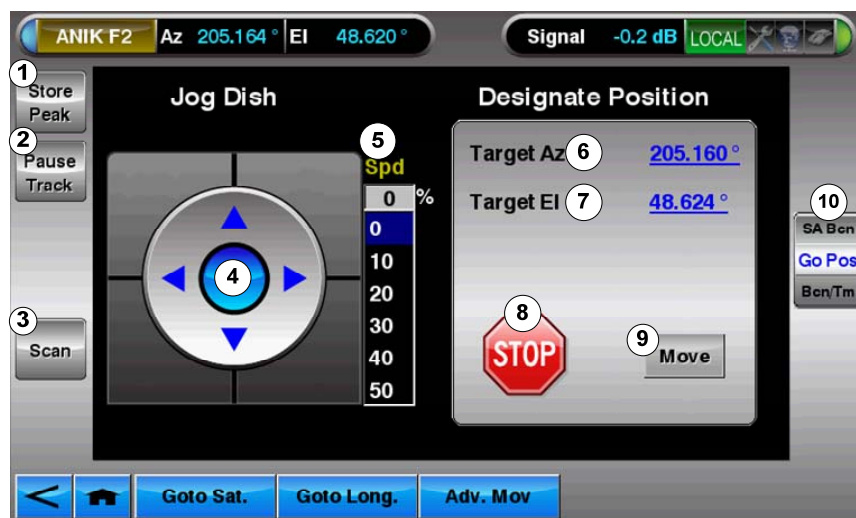 ANIK F2 Az 205.164 ° El 48.620 ° Signal -0.2 dB LOCAL
1
Store
Peak
2
Pause
Track
3
Scan
Jog Dish
4
5
Spd
0 %
0
10
20
30
40
50
Designate Position
Target Az 6 205.160 °
Target El 7 48.624 °
8
STOP
9
Move
10
SA Bcn
Go Pos
Bcn/Tm
< Goto Sat. Goto Long. Adv. Mov